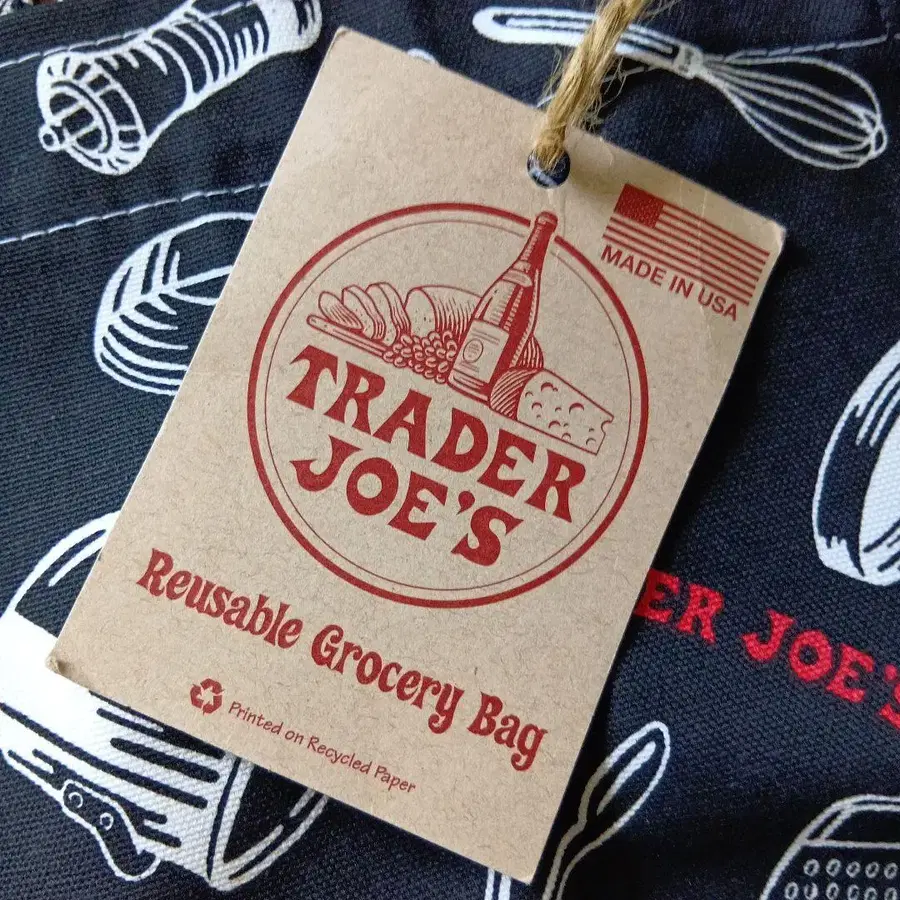 MADE IN USA
TRADER
JOE'S
Reusable Grocery Bag
Printed on Recycled Paper
ER JOE'S